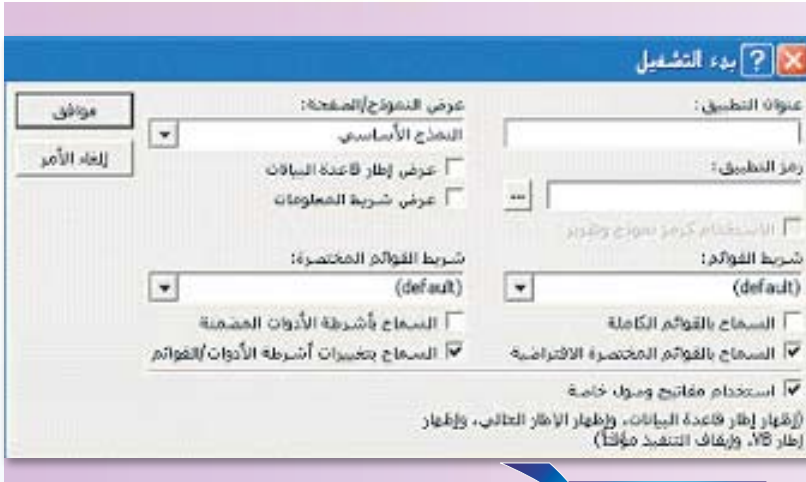 بدء التشغيل
عنوان التطبيق:
عرض النموذج/الصفحة:
موافق
النمذج الأساسي
إلغاء الأمر
رمز التطبيق:
عرض إطار قاعدة البيانات
...
عرض شريط المعلومات
الاستخدام كرمز نموذج وتقرير
شريط القوائم:
شريط القوائم المختصرة:
(default)
(default)
السماح بالقوائم الكاملة
السماح بأشرطة الأدوات المضمنة
السماح بالقوائم المختصرة الافتراضية
السماح بتغييرات أشرطة الأدوات/القوائم
استخدام مفاتيح وصول خاصة
(إظهار إطار قاعدة البيانات، وإظهار الإطار الحالي، وإظهار
إطار VB، وإيقاف التنفيذ مؤقتاً)